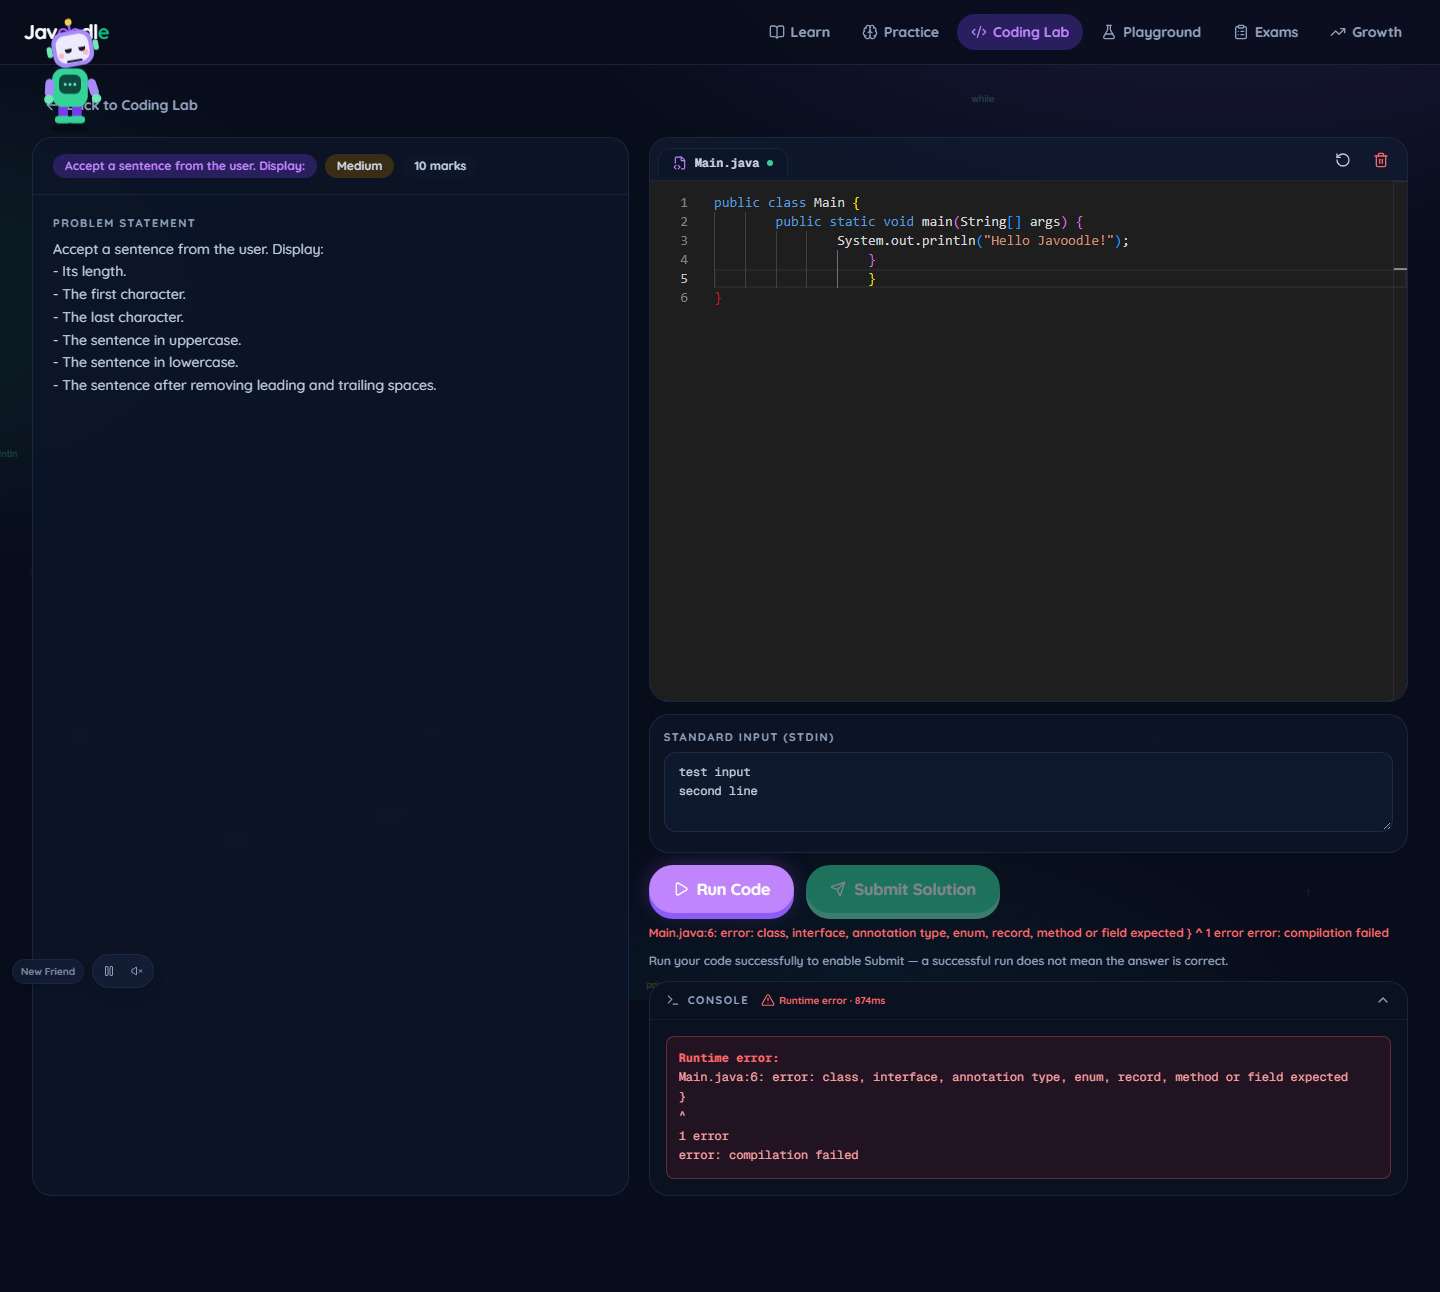 Learn
Practice
Coding Lab
Playground
Exams
Growth
to Coding Lab
while
Accept a sentence from the user. Display:
Medium
10 marks
PROBLEM STATEMENT
Accept a sentence from the user. Display:
- Its length.
- The first character.
- The last character.
- The sentence in uppercase.
- The sentence in lowercase.
- The sentence after removing leading and trailing spaces.
Main.java
1 public class Main {
2 public static void main(String[] args) {
3 System.out.println("Hello Javoodle!");
4 }
5 }
6 }
STANDARD INPUT (STDIN)
test input
second line
Run Code
Submit Solution
Main.java:6: error: class, interface, annotation type, enum, record, method or field expected } ^ 1 error error: compilation failed
Run your code successfully to enable Submit — a successful run does not mean the answer is correct.
New Friend
>_ CONSOLE
Runtime error · 874ms
Runtime error:
Main.java:6: error: class, interface, annotation type, enum, record, method or field expected
}
^
1 error
error: compilation failed